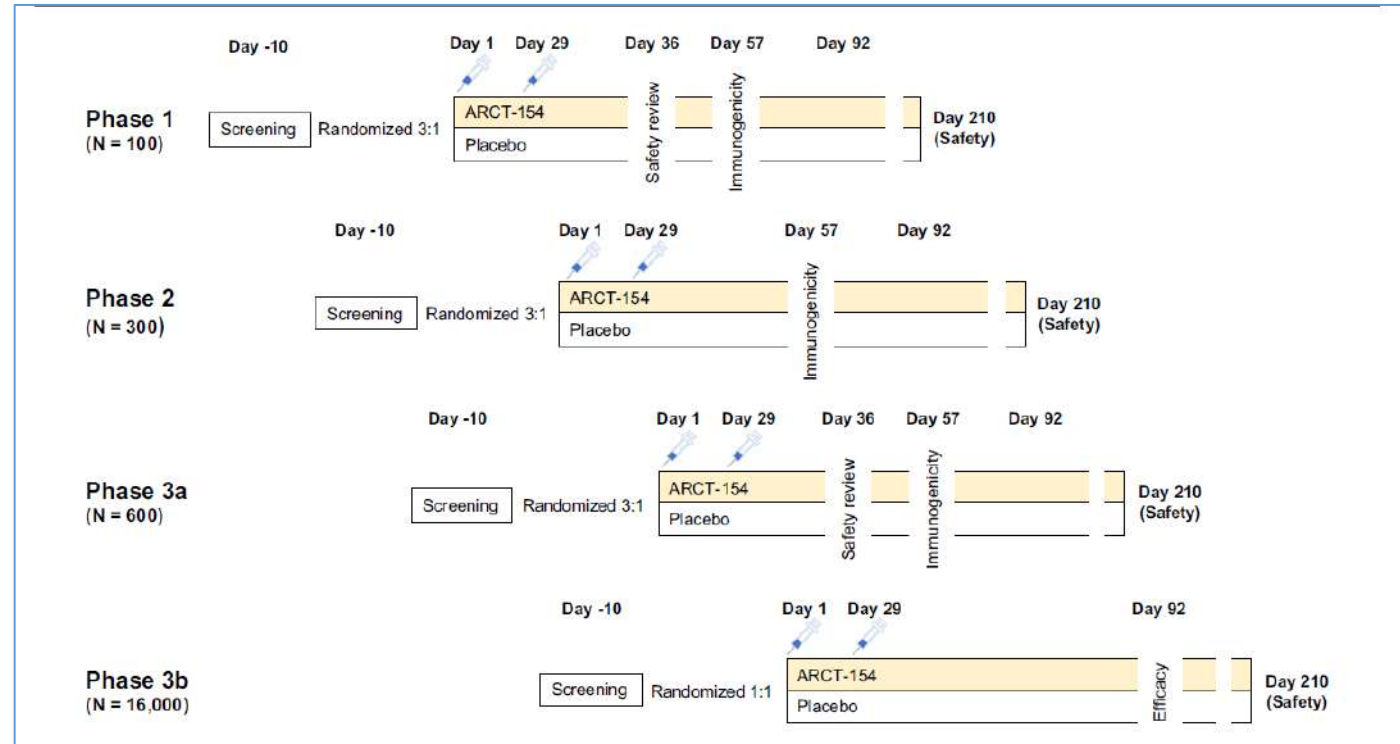 Day -10 Day 1 Day 29 Day 36 Day 57 Day 92
Phase 1
(N = 100)
Screening
Randomized 3:1
ARCT-154
Placebo
Safety review
Immunogenicity
Day 210
(Safety)
Day -10 Day 1 Day 29 Day 57 Day 92
Phase 2
(N = 300)
Screening
Randomized 3:1
ARCT-154
Placebo
Immunogenicity
Day 210
(Safety)
Day -10 Day 1 Day 29 Day 36 Day 57 Day 92
Phase 3a
(N = 600)
Screening
Randomized 3:1
ARCT-154
Placebo
Safety review
Immunogenicity
Day 210
(Safety)
Day -10 Day 1 Day 29 Day 92
Phase 3b
(N = 16,000)
Screening
Randomized 1:1
ARCT-154
Placebo
Efficacy
Day 210
(Safety)